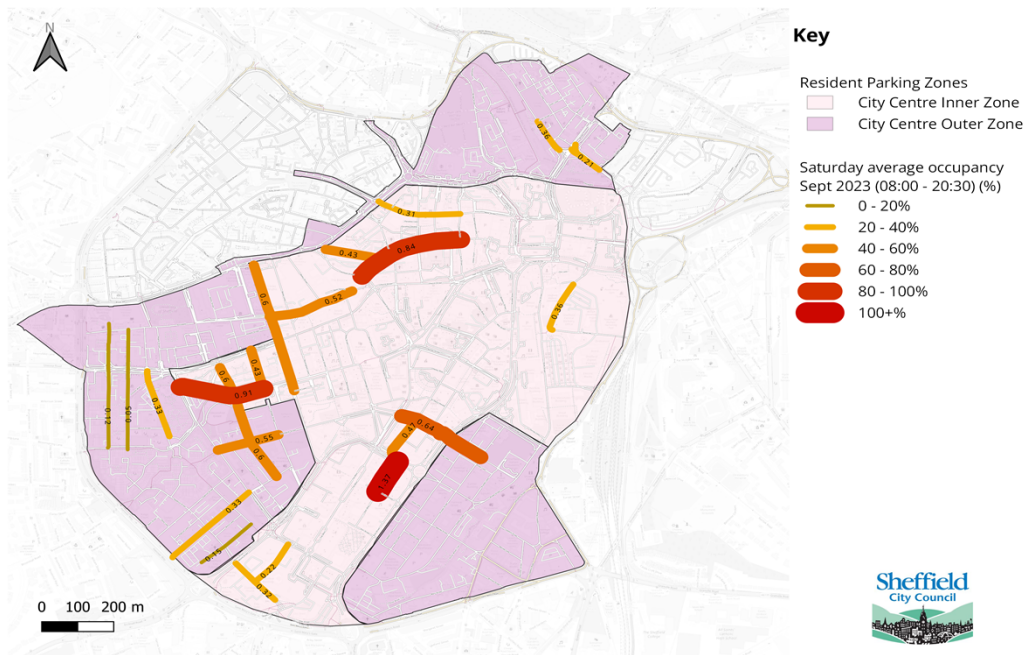 N
Key
Resident Parking Zones
City Centre Inner Zone
City Centre Outer Zone
Saturday average occupancy
Sept 2023 (08:00 - 20:30) (%)
0 - 20%
20 - 40%
40 - 60%
60 - 80%
80 - 100%
100+%
0.36
0.21
0.31
0.84
0.43
0.6
0.52
0.36
0.6
0.43
0.91
0.33
0.12
0.05
0.55
0.6
0.47
0.64
1.37
0.33
0.15
0.22
0.32
0 100 200 m
Sheffield
City Council